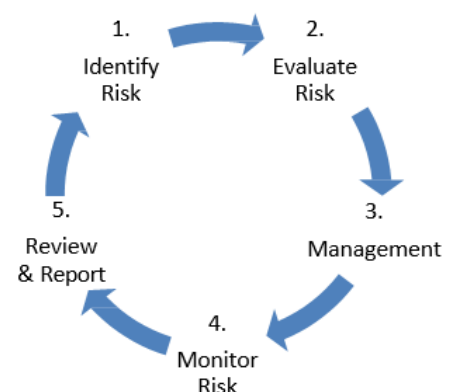 1.
Identify
Risk
2.
Evaluate
Risk
3.
Management
4.
Monitor
Risk
5.
Review
& Report